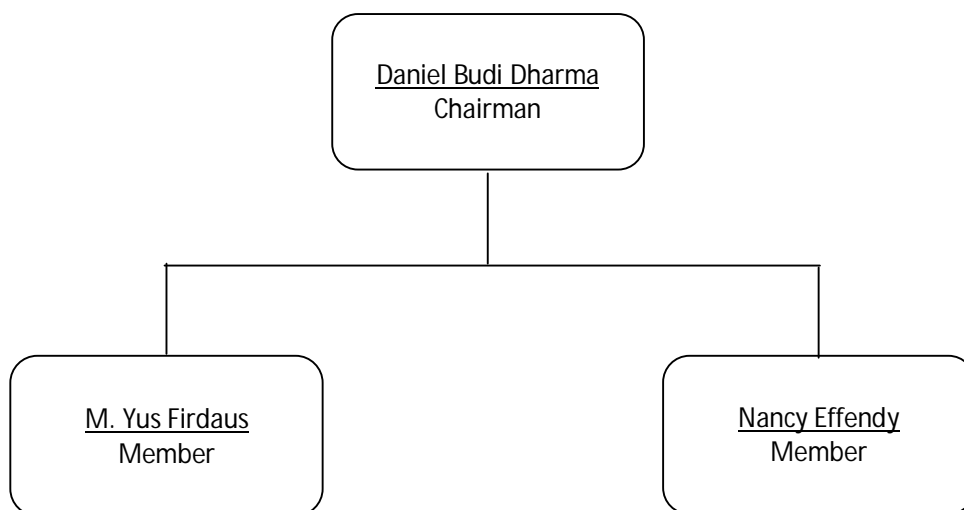 Daniel Budi Dharma
Chairman
M. Yus Firdaus
Member
Nancy Effendy
Member